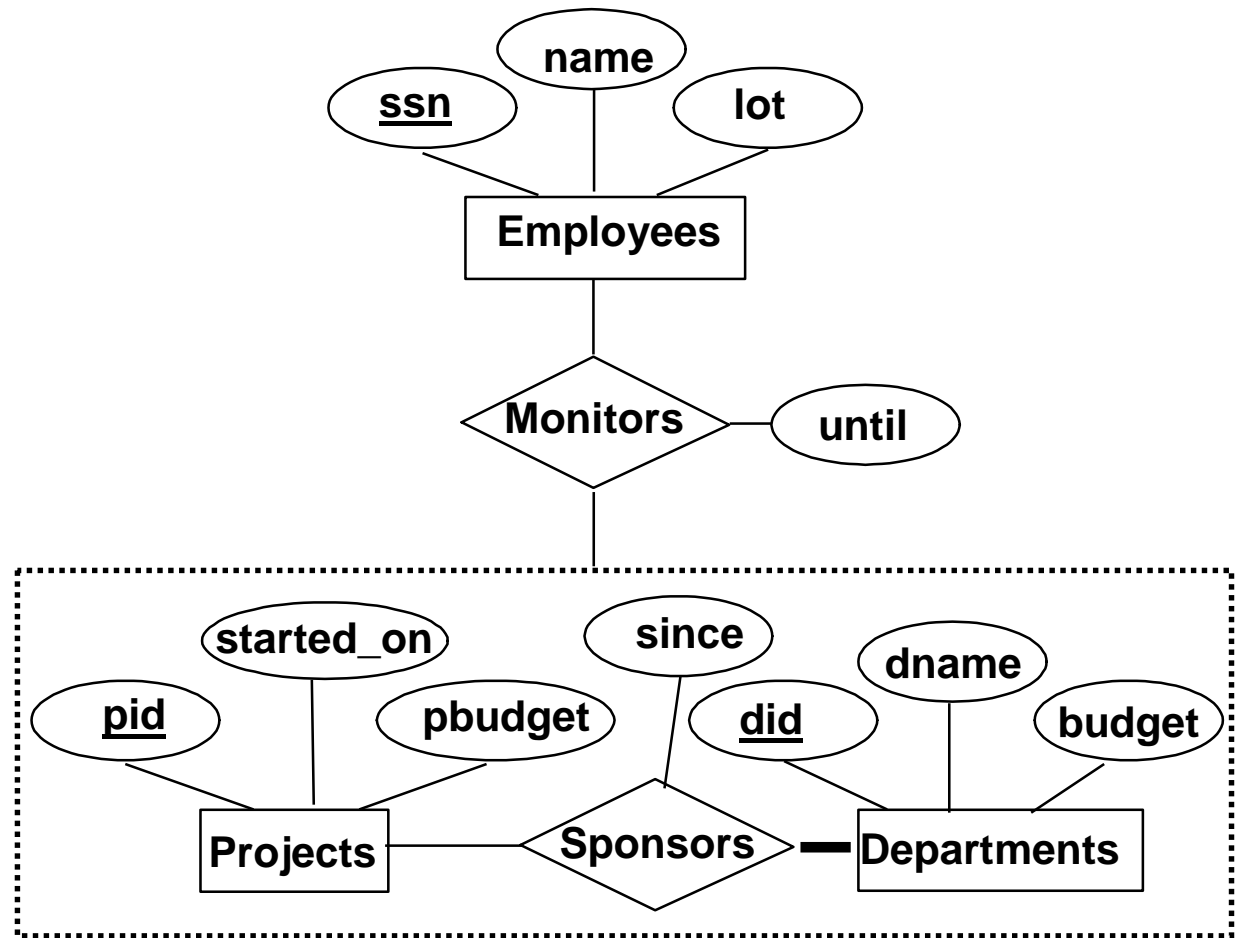 name
ssn
lot
Employees
Monitors
until
started_on
since
dname
pid
pbudget
did
budget
Projects
Sponsors
Departments